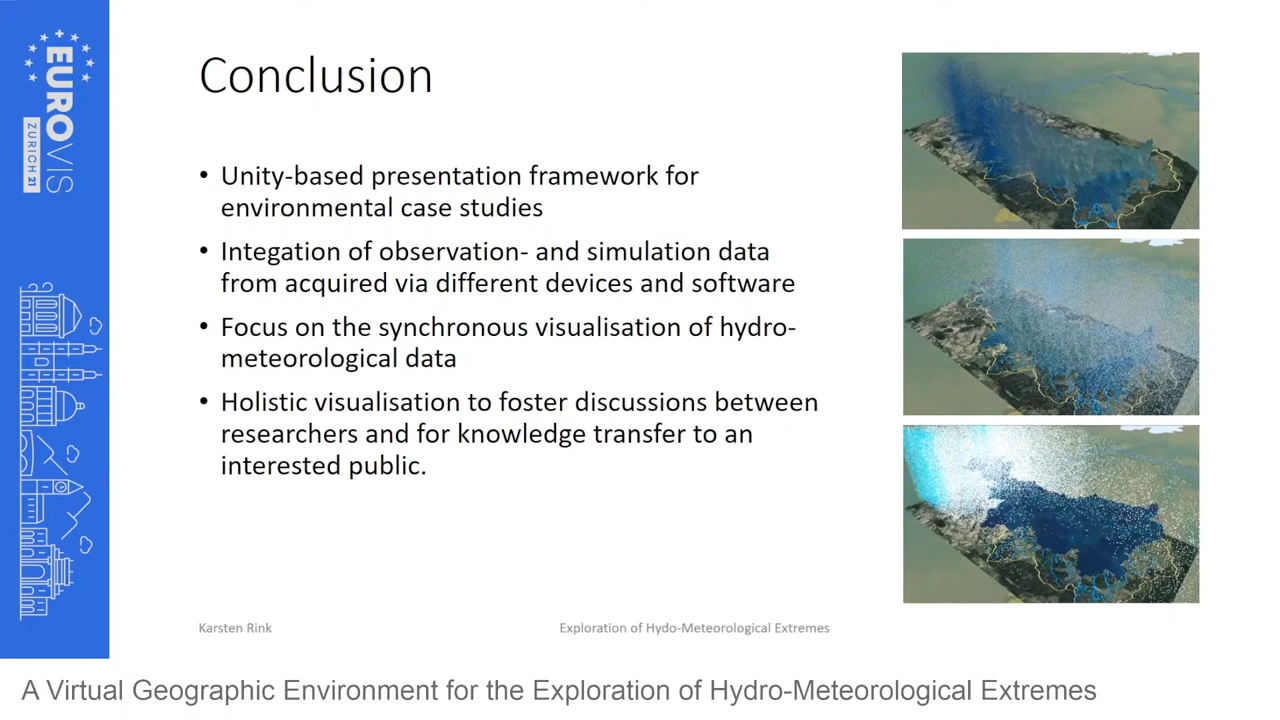 EUROVIS
ZURICH 21
Conclusion
• Unity-based presentation framework for
environmental case studies
• Integation of observation- and simulation data
from acquired via different devices and software
• Focus on the synchronous visualisation of hydro-
meteorological data
• Holistic visualisation to foster discussions between
researchers and for knowledge transfer to an
interested public.
Karsten Rink
Exploration of Hydo-Meteorological Extremes
A Virtual Geographic Environment for the Exploration of Hydro-Meteorological Extremes